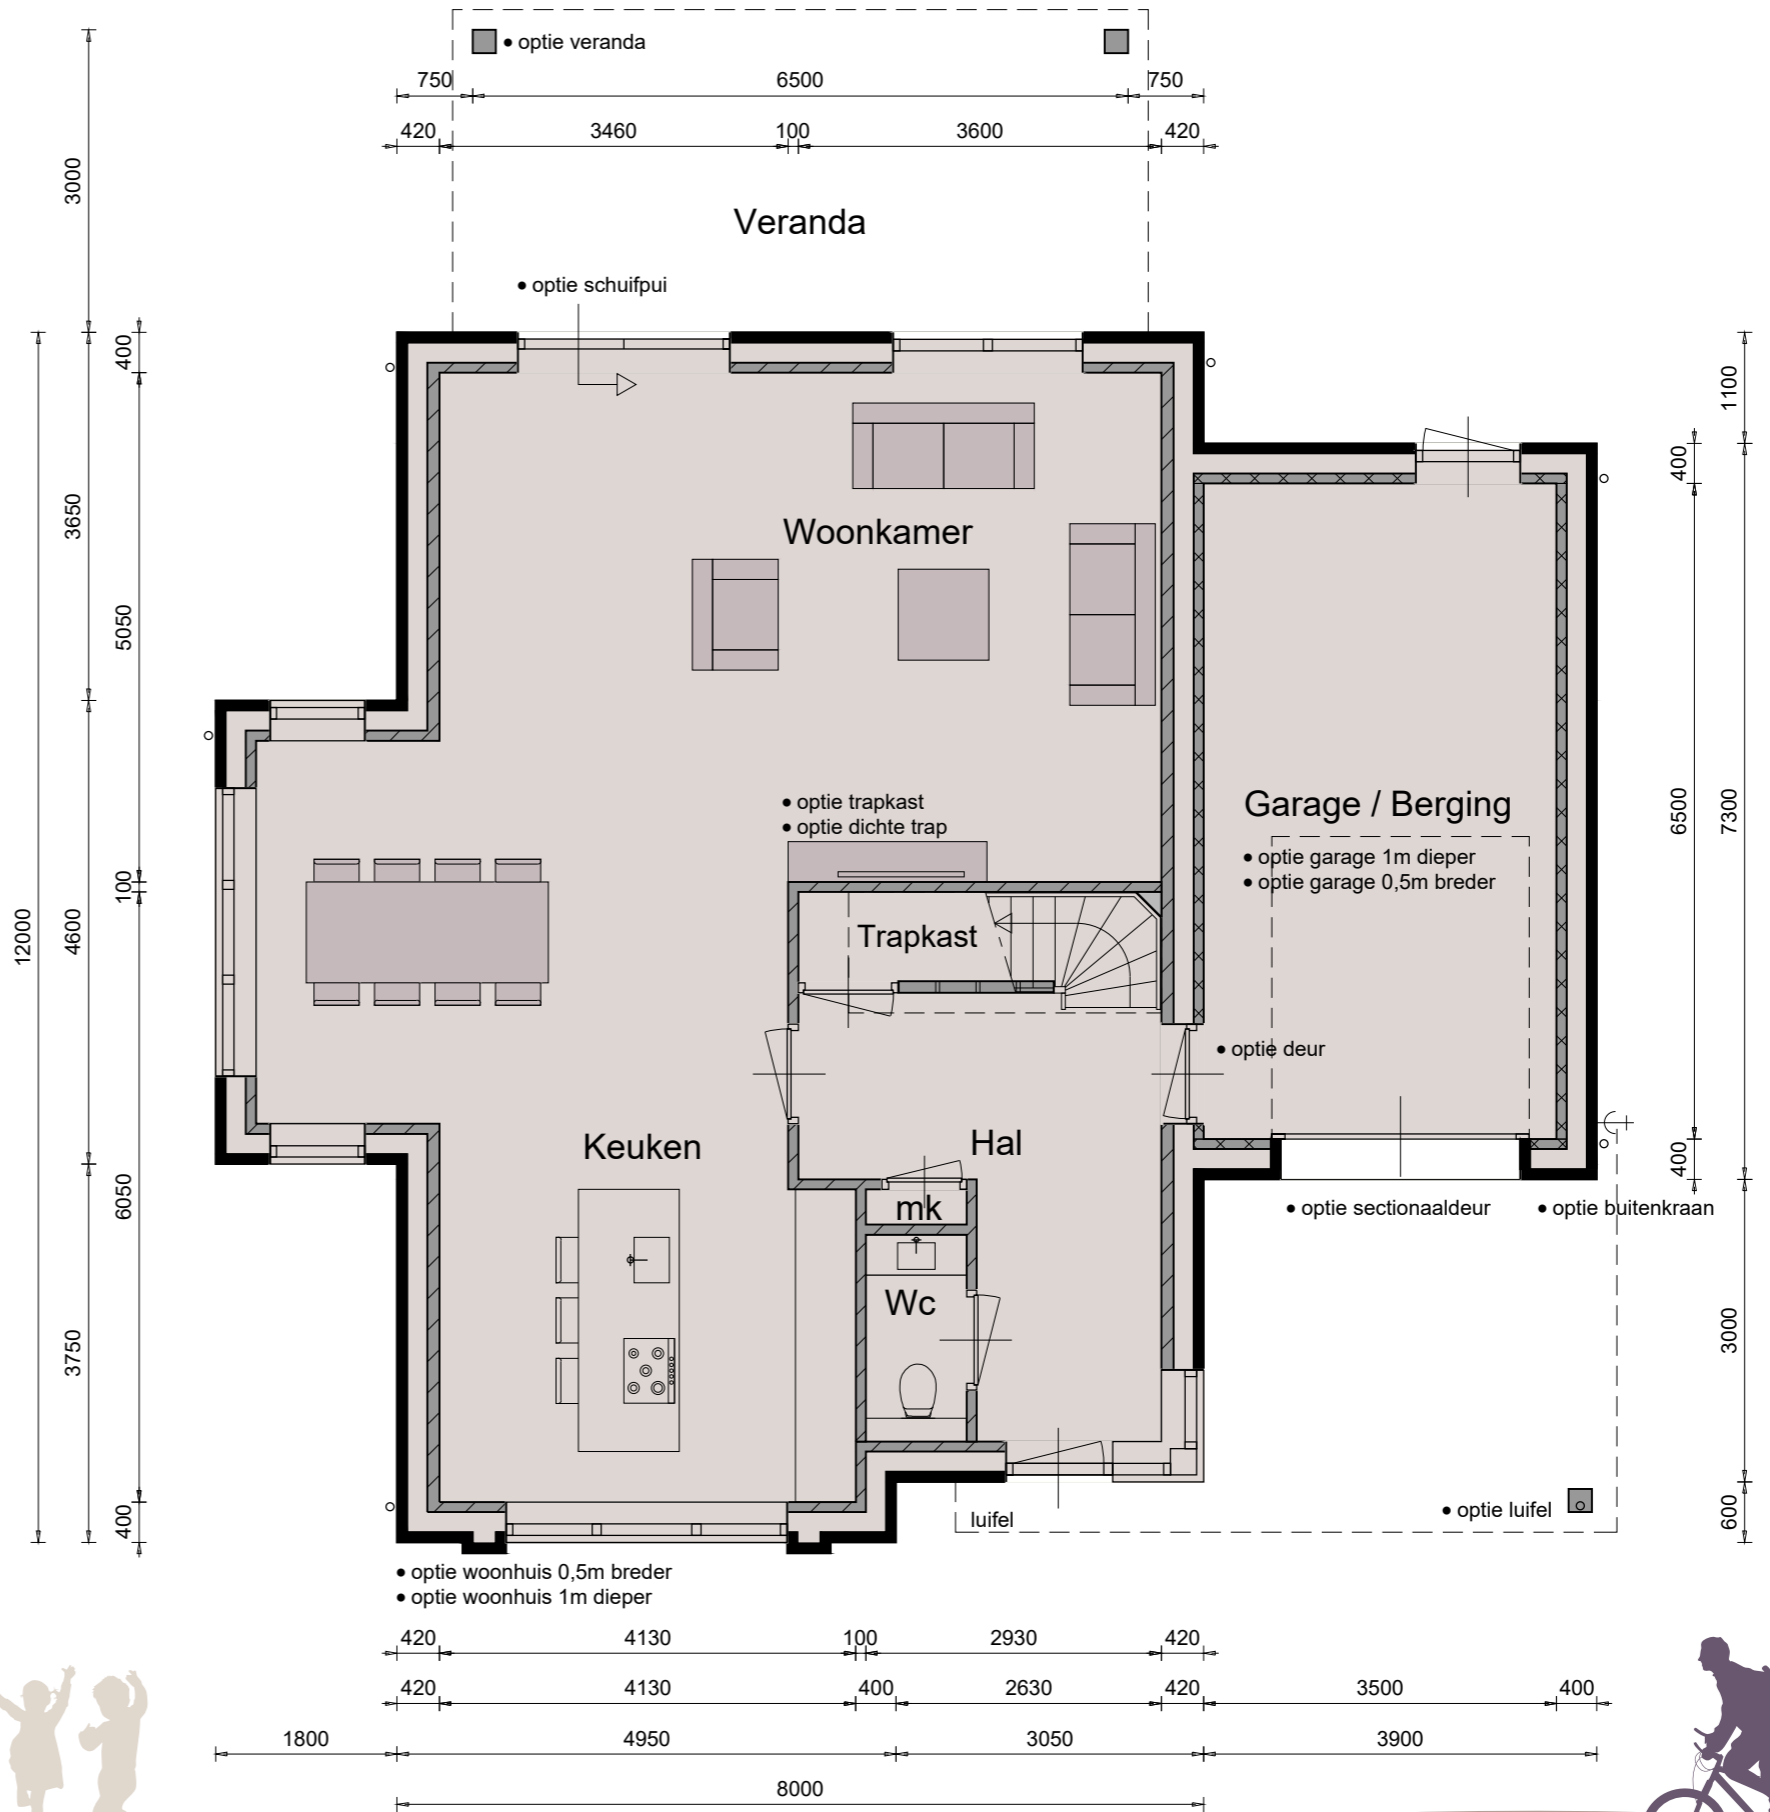 • optie veranda
750 6500 750
420 3460 100 3600 420
3000
Veranda
• optie schuifpui
400
1100
3650
5050
400
Woonkamer
• optie trapkast
• optie dichte trap
Garage / Berging
• optie garage 1m dieper
• optie garage 0,5m breder
6500
7300
100
12000
4600
Trapkast
• optie deur
Keuken
Hal
400
6050
mk
• optie sectionaaldeur
• optie buitenkraan
Wc
3750
3000
400
luifel
• optie luifel
600
• optie woonhuis 0,5m breder
• optie woonhuis 1m dieper
420 4130 100 2930 420
420 4130 400 2630 420 3500 400
1800 4950 3050 3900
8000